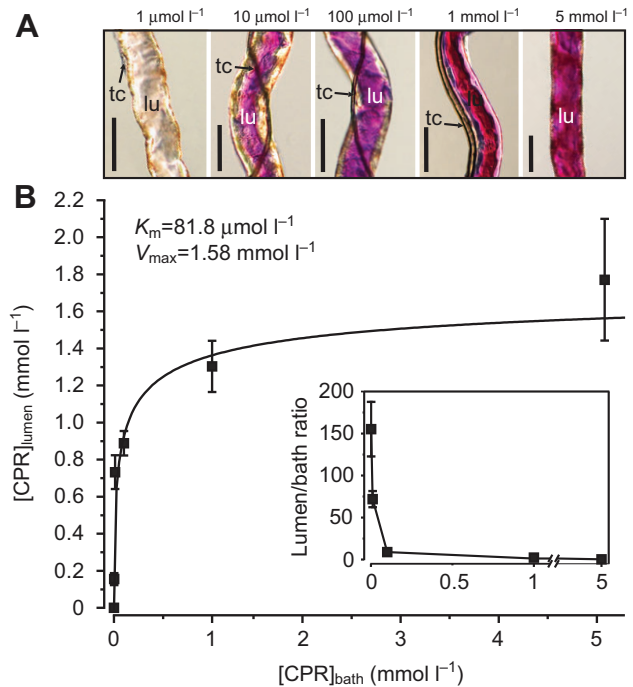 A
1 μmol l⁻¹ 10 μmol l⁻¹ 100 μmol l⁻¹ 1 mmol l⁻¹ 5 mmol l⁻¹
tc lu tc lu tc lu tc
B
Kₘ=81.8 μmol l⁻¹
Vₘₐₓ=1.58 mmol l⁻¹
[CPR]lumen (mmol l⁻¹)
2.2
2.0
1.8
1.6
1.4
1.2
1.0
0.8
0.6
0.4
0.2
0
Lumen/bath ratio
200
150
100
75
50
25
0
0 0.5 1 5
0 1 2 3 4 5
[CPR]bath (mmol l⁻¹)